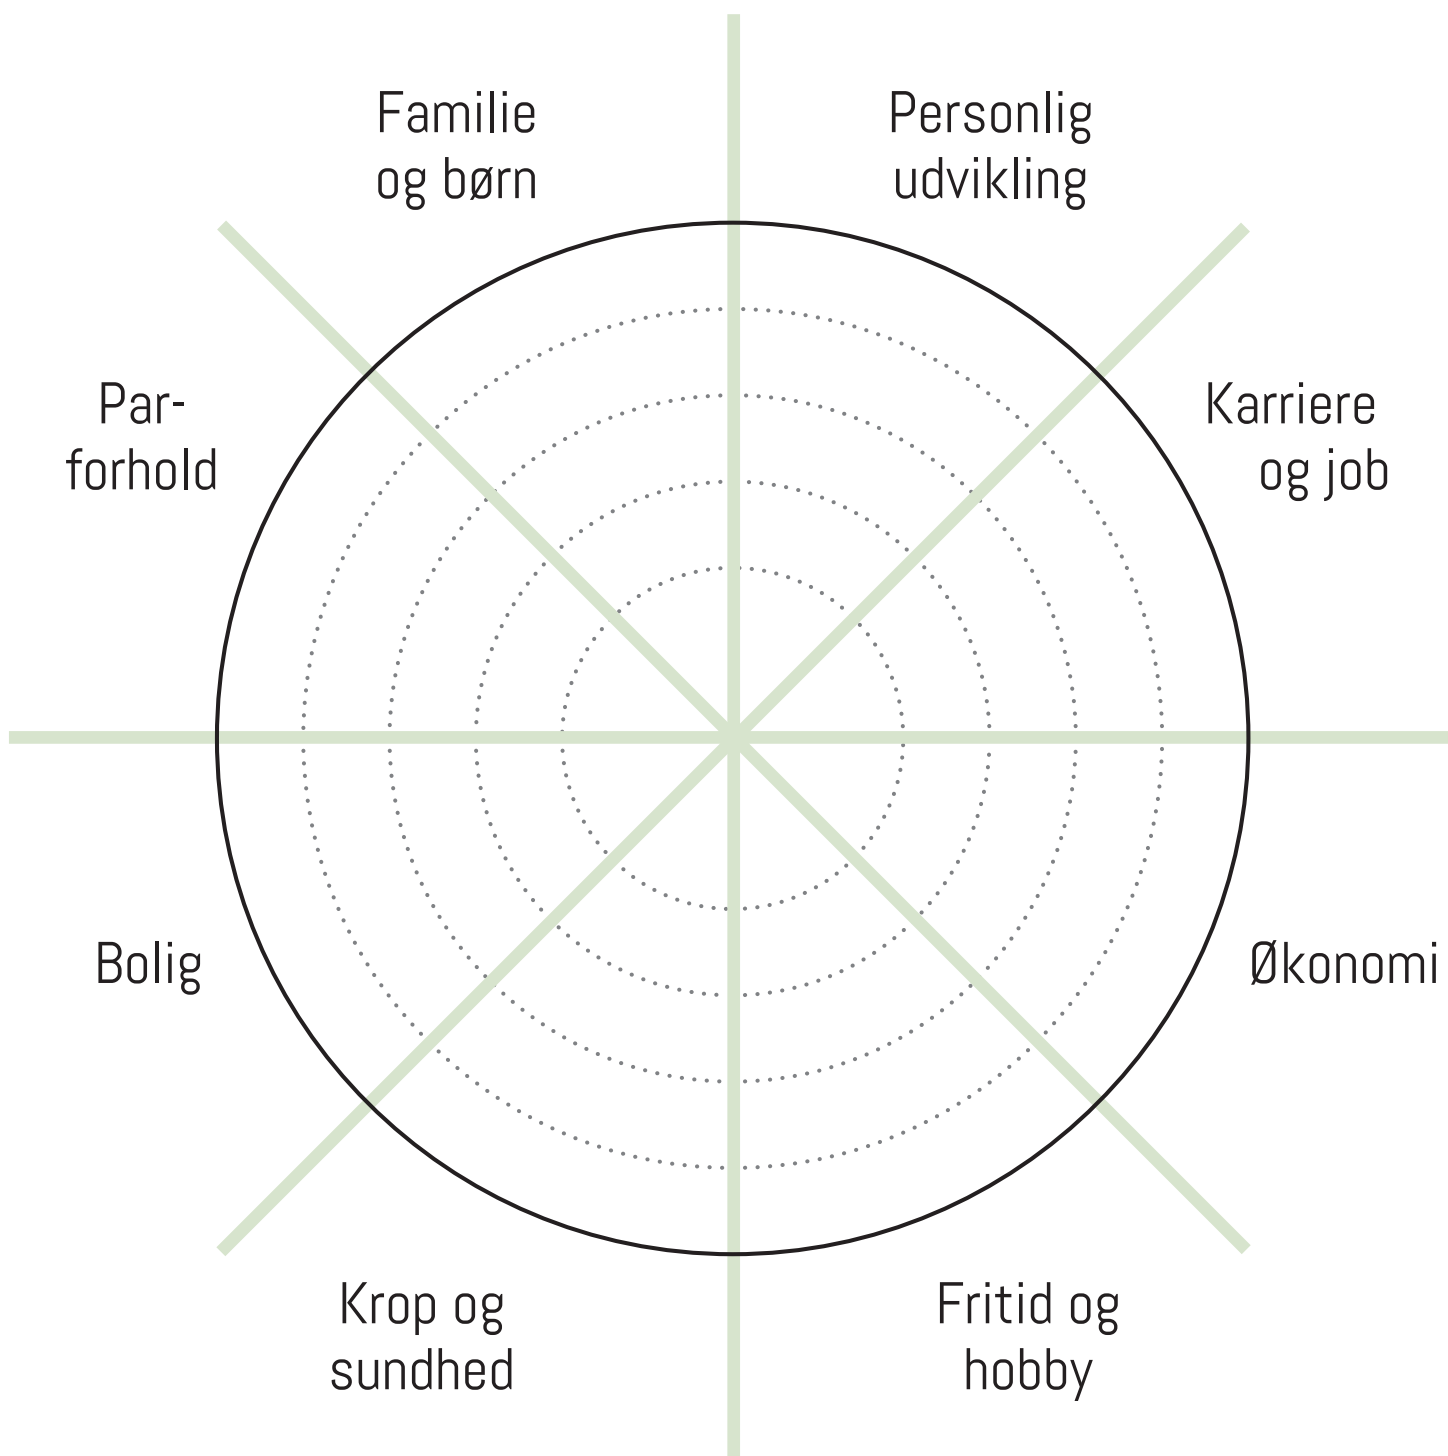 Familie
og børn
Personlig
udvikling
Par-
forhold
Karriere
og job
Bolig
Økonomi
Krop og
sundhed
Fritid og
hobby